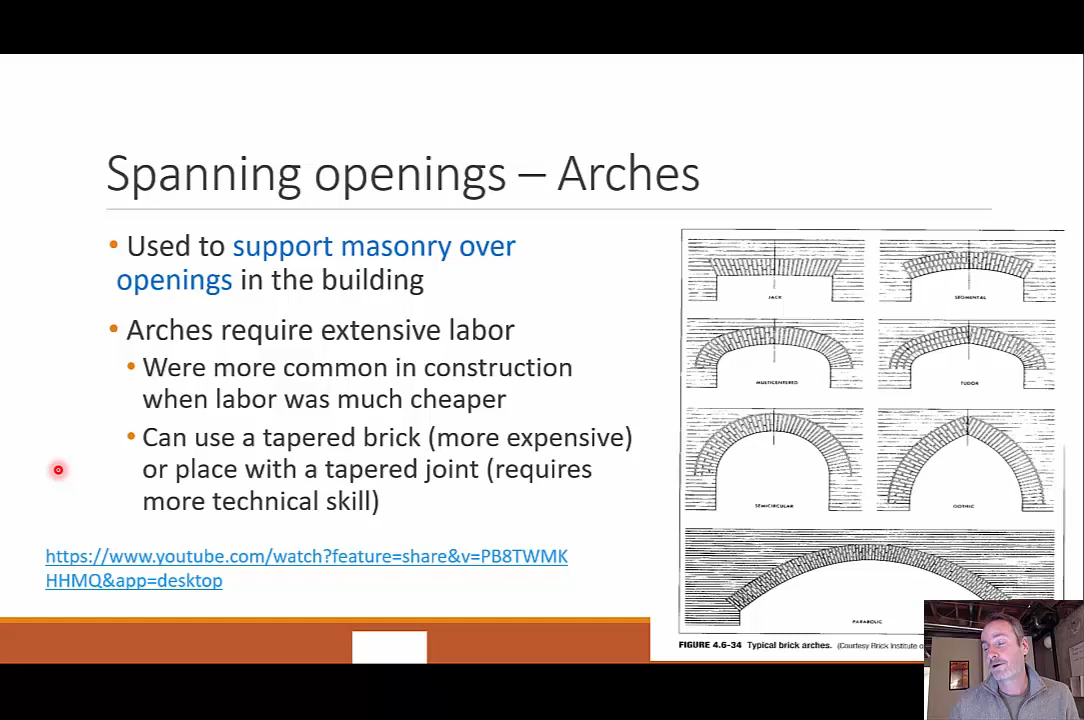 Spanning openings – Arches
• Used to support masonry over
openings in the building
• Arches require extensive labor
• Were more common in construction
when labor was much cheaper
• Can use a tapered brick (more expensive)
or place with a tapered joint (requires
more technical skill)
https://www.youtube.com/watch?feature=share&v=PB8TWMK
HHMQ&app=desktop
JACK
SEGMENTAL
MULTICENTERED
TUDOR
SEMICIRCULAR
GOTHIC
PARABOLIC
FIGURE 4.6-34 Typical brick arches. (Courtesy Brick Institute o